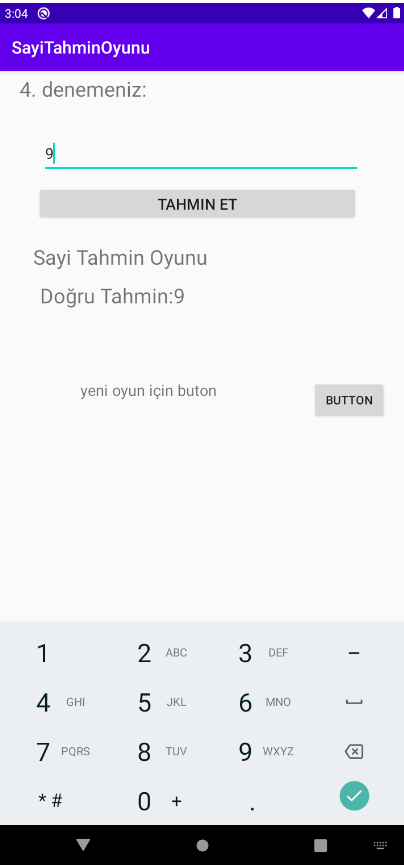 3:04
SayiTahminOyunu
4. denemeniz:
9
TAHMIN ET
Sayi Tahmin Oyunu
Doğru Tahmin:9
yeni oyun için buton
BUTTON
1 2 ABC 3 DEF –
4 GHI 5 JKL 6 MNO
7 PQRS 8 TUV 9 WXYZ
* # 0 + .